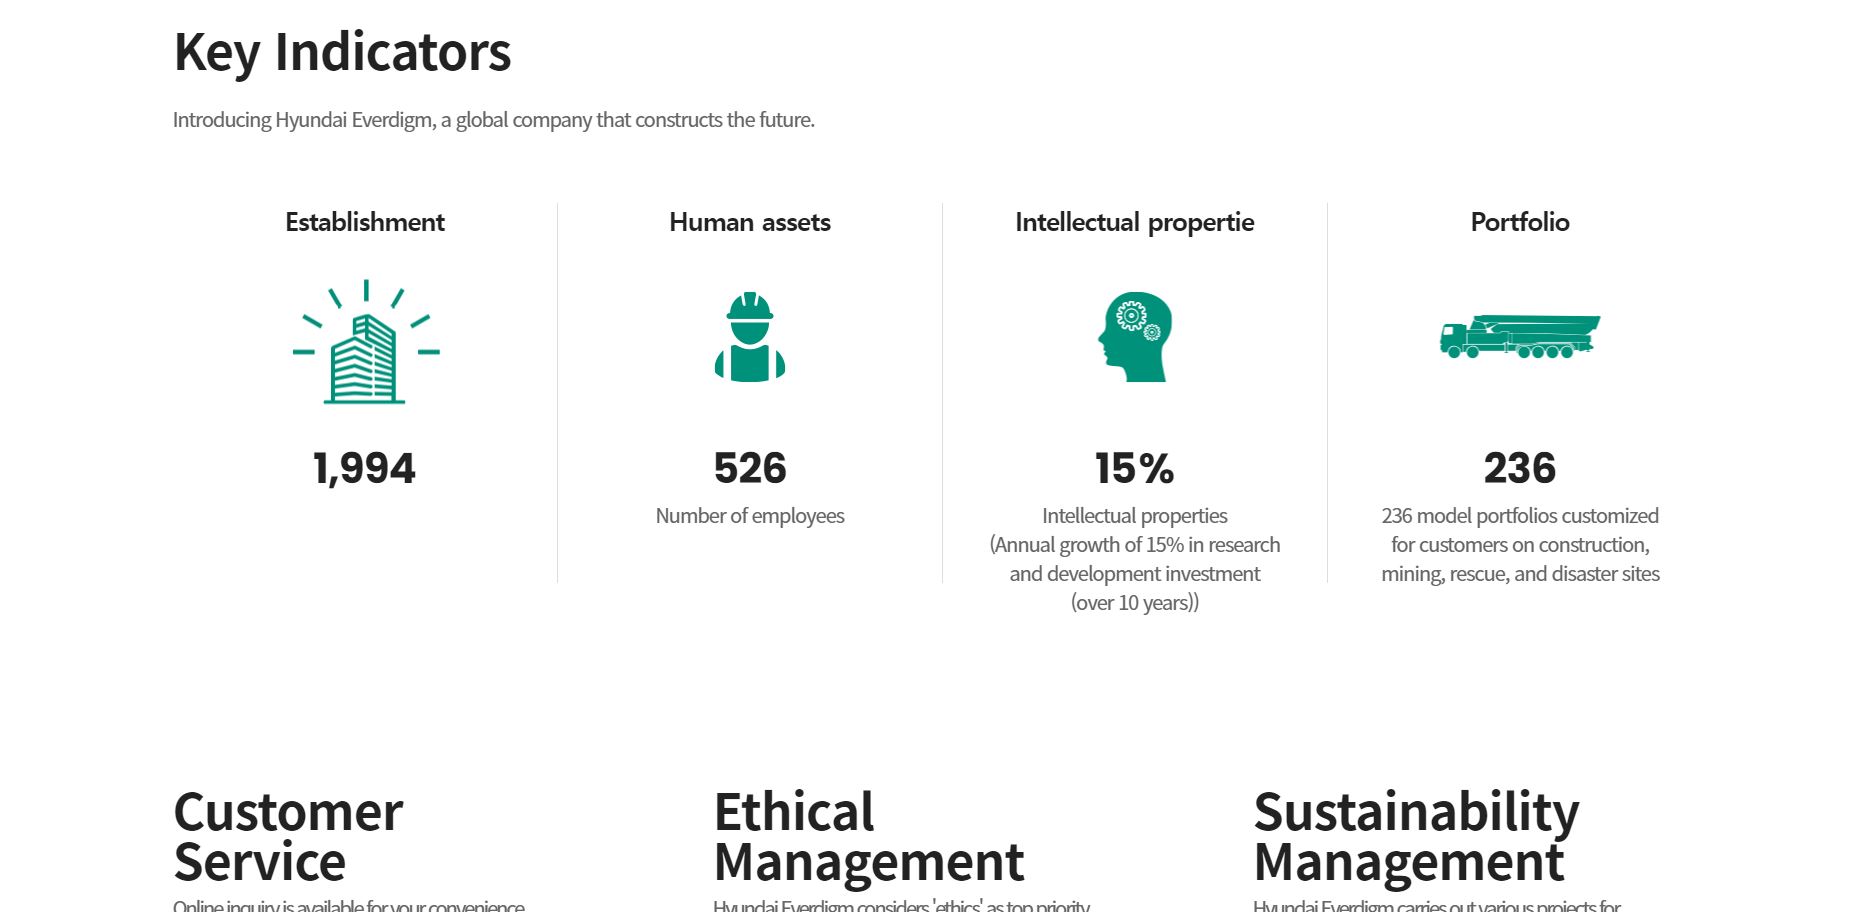 Key Indicators
Introducing Hyundai Everdigm, a global company that constructs the future.
Establishment
1,994
Human assets
526
Number of employees
Intellectual propertie
15%
Intellectual properties
(Annual growth of 15% in research
and development investment
(over 10 years))
Portfolio
236
236 model portfolios customized
for customers on construction,
mining, rescue, and disaster sites
Customer
Service
Online inquiry is available for your convenience
Ethical
Management
Hyundai Everdigm considers 'ethics' as top priority
Sustainability
Management
Hyundai Everdigm carries out various projects for